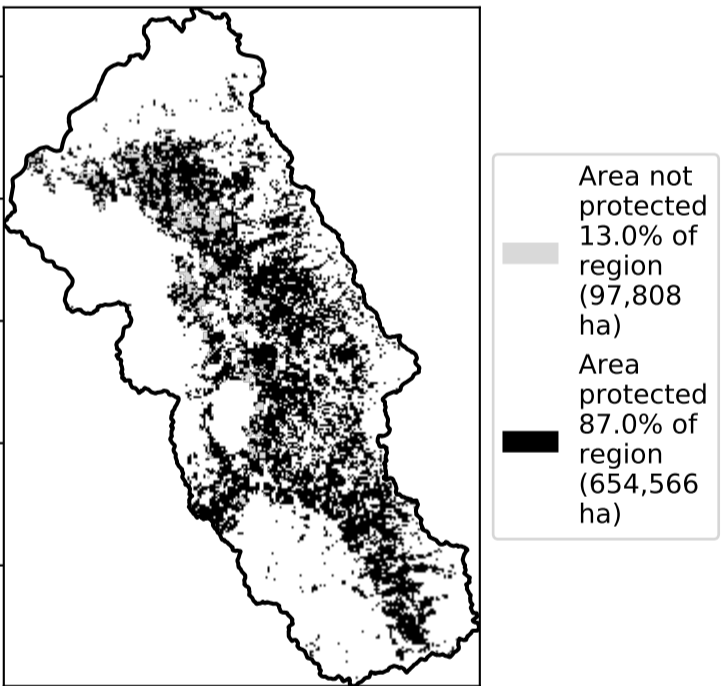 Area not
protected
13.0% of
region
(97,808
ha)
Area
protected
87.0% of
region
(654,566
ha)